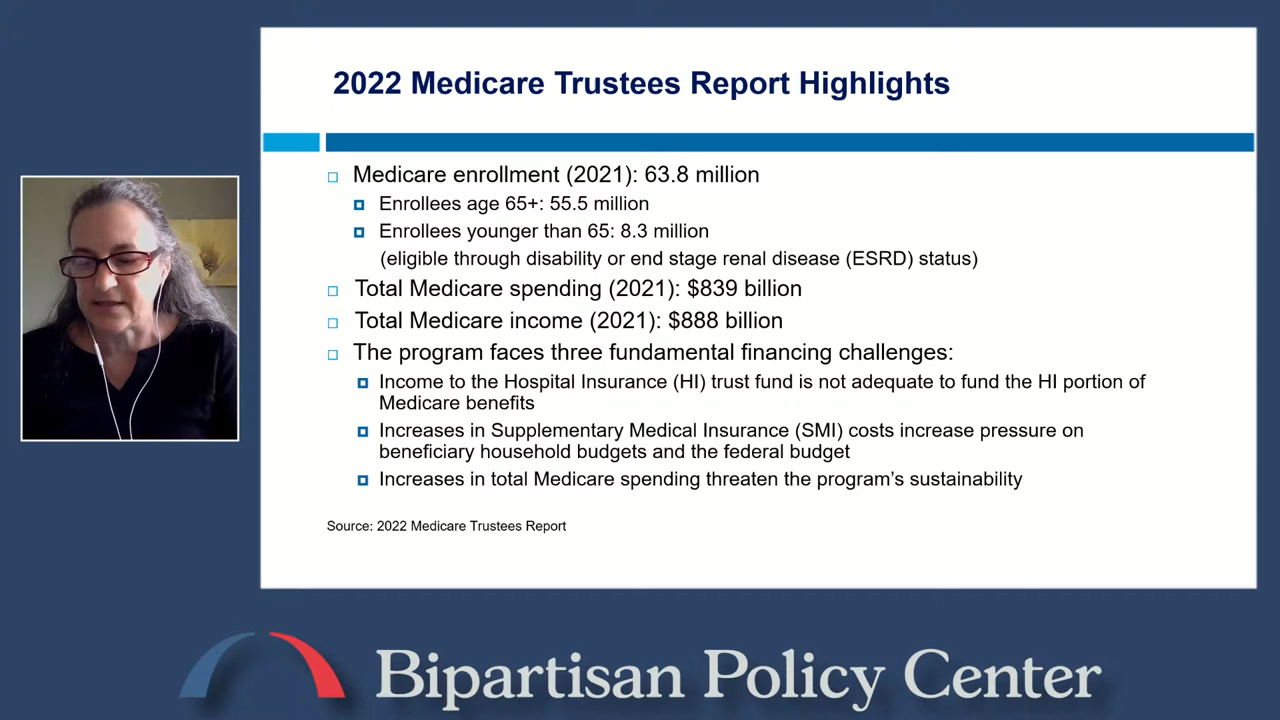 2022 Medicare Trustees Report Highlights
Medicare enrollment (2021): 63.8 million
Enrollees age 65+: 55.5 million
Enrollees younger than 65: 8.3 million
(eligible through disability or end stage renal disease (ESRD) status)
Total Medicare spending (2021): $839 billion
Total Medicare income (2021): $888 billion
The program faces three fundamental financing challenges:
Income to the Hospital Insurance (HI) trust fund is not adequate to fund the HI portion of
Medicare benefits
Increases in Supplementary Medical Insurance (SMI) costs increase pressure on
beneficiary household budgets and the federal budget
Increases in total Medicare spending threaten the program's sustainability
Source: 2022 Medicare Trustees Report
Bipartisan Policy Center